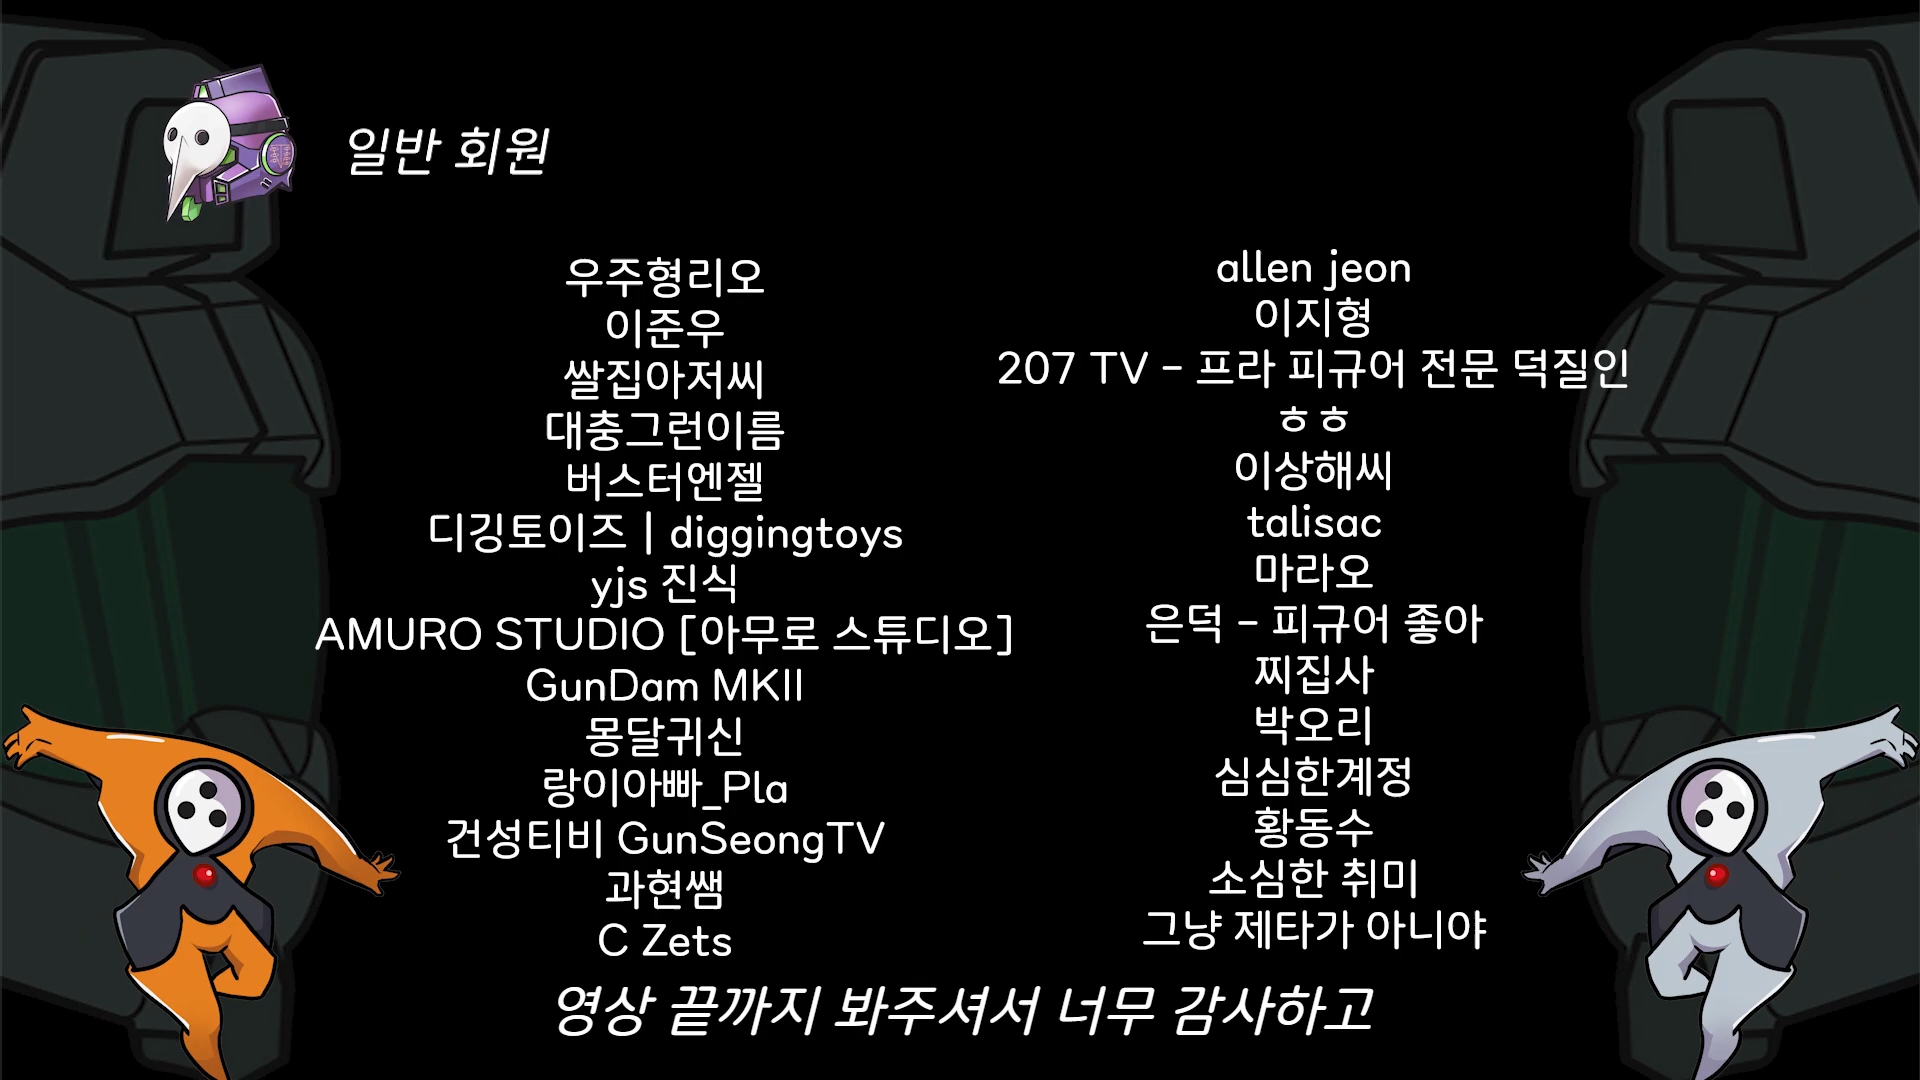 일반 회원
우주형리오
이준우
쌀집아저씨
대충그런이름
버스터엔젤
디깅토이즈 | diggingtoys
yjs 진식
AMURO STUDIO [아무로 스튜디오]
GunDam MKII
몽달귀신
랑이아빠_Pla
건성티비 GunSeongTV
과현쌤
C Zets
allen jeon
이지형
207 TV - 프라 피규어 전문 덕질인
ㅎㅎ
이상해씨
talisac
마라오
은덕 - 피규어 좋아
찌집사
박오리
심심한계정
황동수
소심한 취미
그냥 제타가 아니야
영상 끝까지 봐주셔서 너무 감사하고